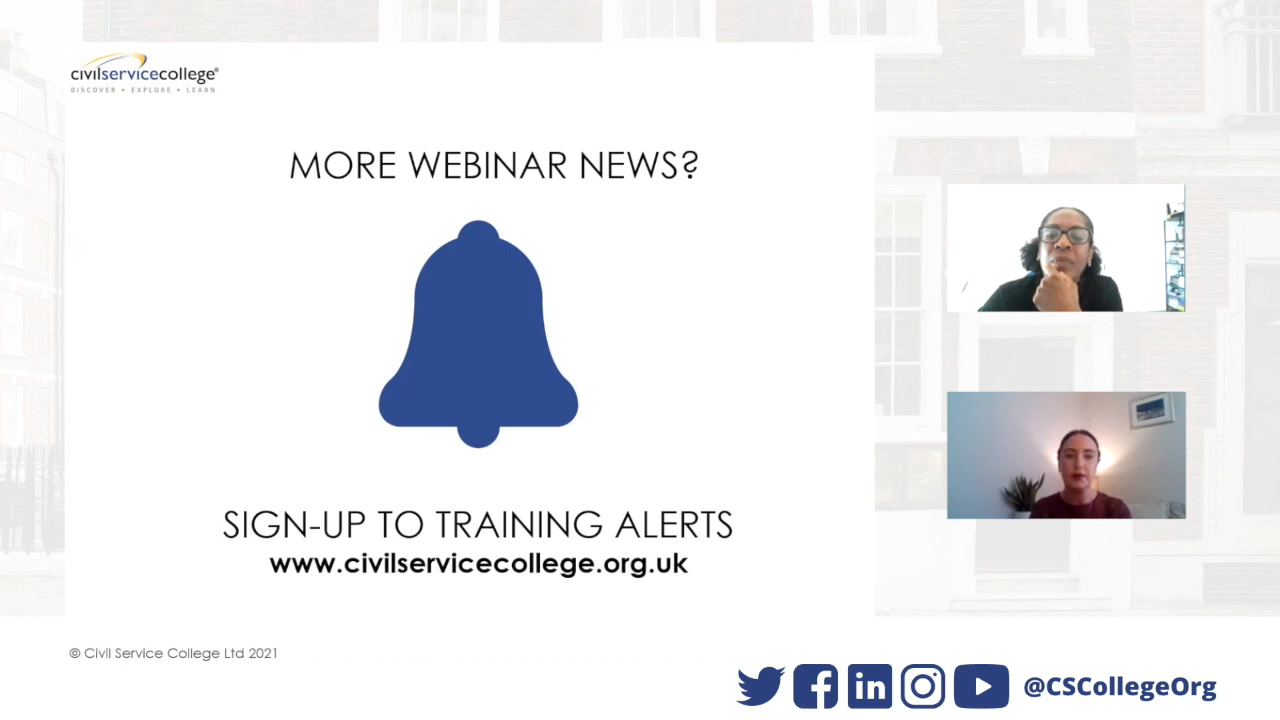 civilservicecollege®
DISCOVER • EXPLORE • LEARN
MORE WEBINAR NEWS?
SIGN-UP TO TRAINING ALERTS
www.civilservicecollege.org.uk
© Civil Service College Ltd 2021
@CSCollegeOrg